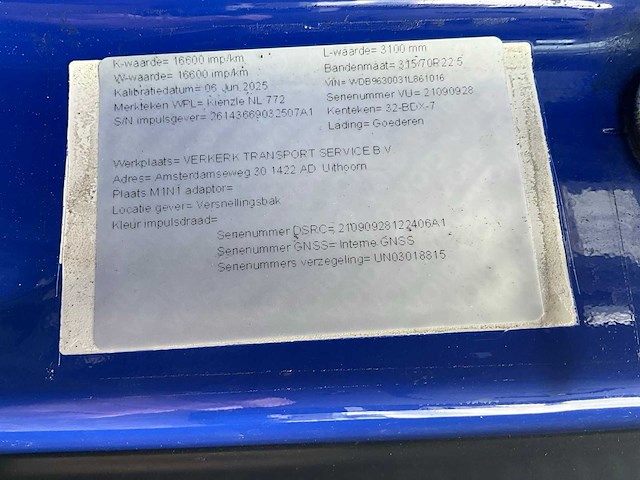 K-waarde= 16600 imp/km
W-waarde= 16600 imp/km
Kalibratiedatum= 06 Jun 2025
Merkteken WPL= Kienzle NL 772
S/N impulsgever= 26143669032507A1
L-waarde= 3100 mm
Bandenmaat= 315/70R22.5
VIN= WDB9630031L861016
Serienummer VU= 21090928
Kenteken= 32-BDX-7
Lading= Goederen
Werkplaats= VERKERK TRANSPORT SERVICE B.V.
Adres= Amsterdamseweg 30 1422 AD Uithoorn
Plaats M1N1 adaptor=
Locatie gever= Versnellingsbak
Kleur impulsdraad=
Serienummer DSRC= 21090928122406A1
Serienummer GNSS= Interne GNSS
Serienummers verzegeling= UN03018815